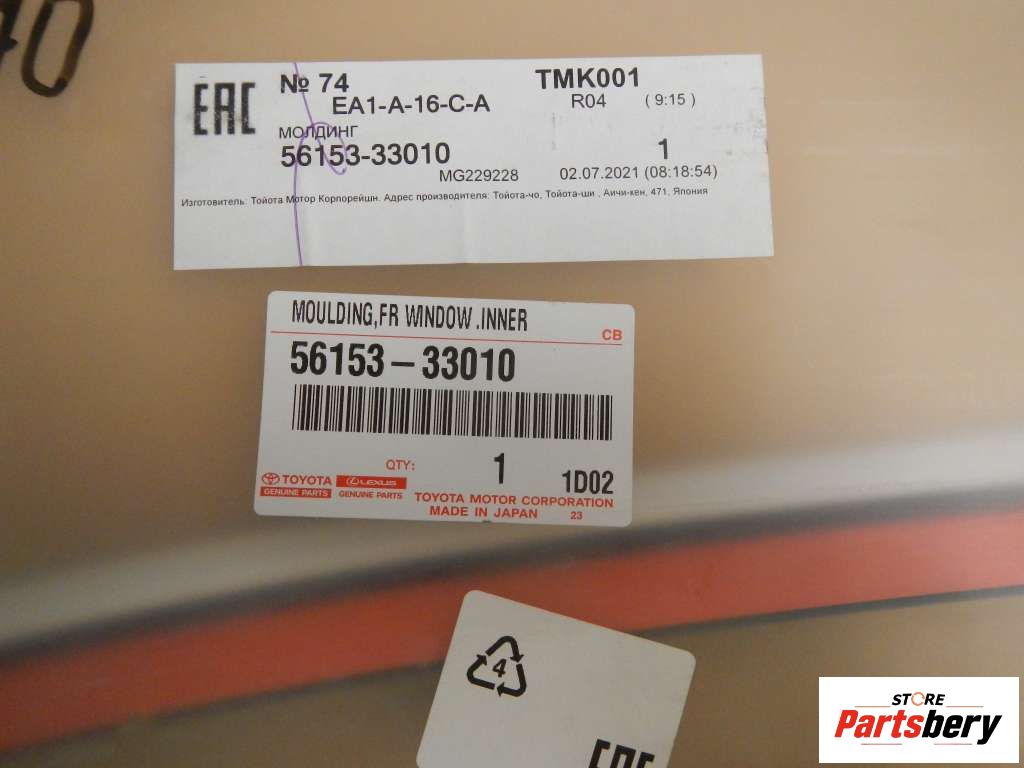 40
EAC
№ 74
TMK001
EA1-A-16-C-A
R04 ( 9:15 )
МОЛДИНГ
56153-33010
1
MG229228
02.07.2021 (08:18:54)
Изготовитель: Тойота Мотор Корпорейшн. Адрес производителя: Тойота-чо, Тойота-ши , Аичи-кен, 471, Япония
MOULDING,FR WINDOW .INNER
CB
56153-33010
QTY: 1
1D02
TOYOTA LEXUS
GENUINE PARTS GENUINE PARTS
TOYOTA MOTOR CORPORATION
MADE IN JAPAN 23
4
EAC
STORE
Partsbery